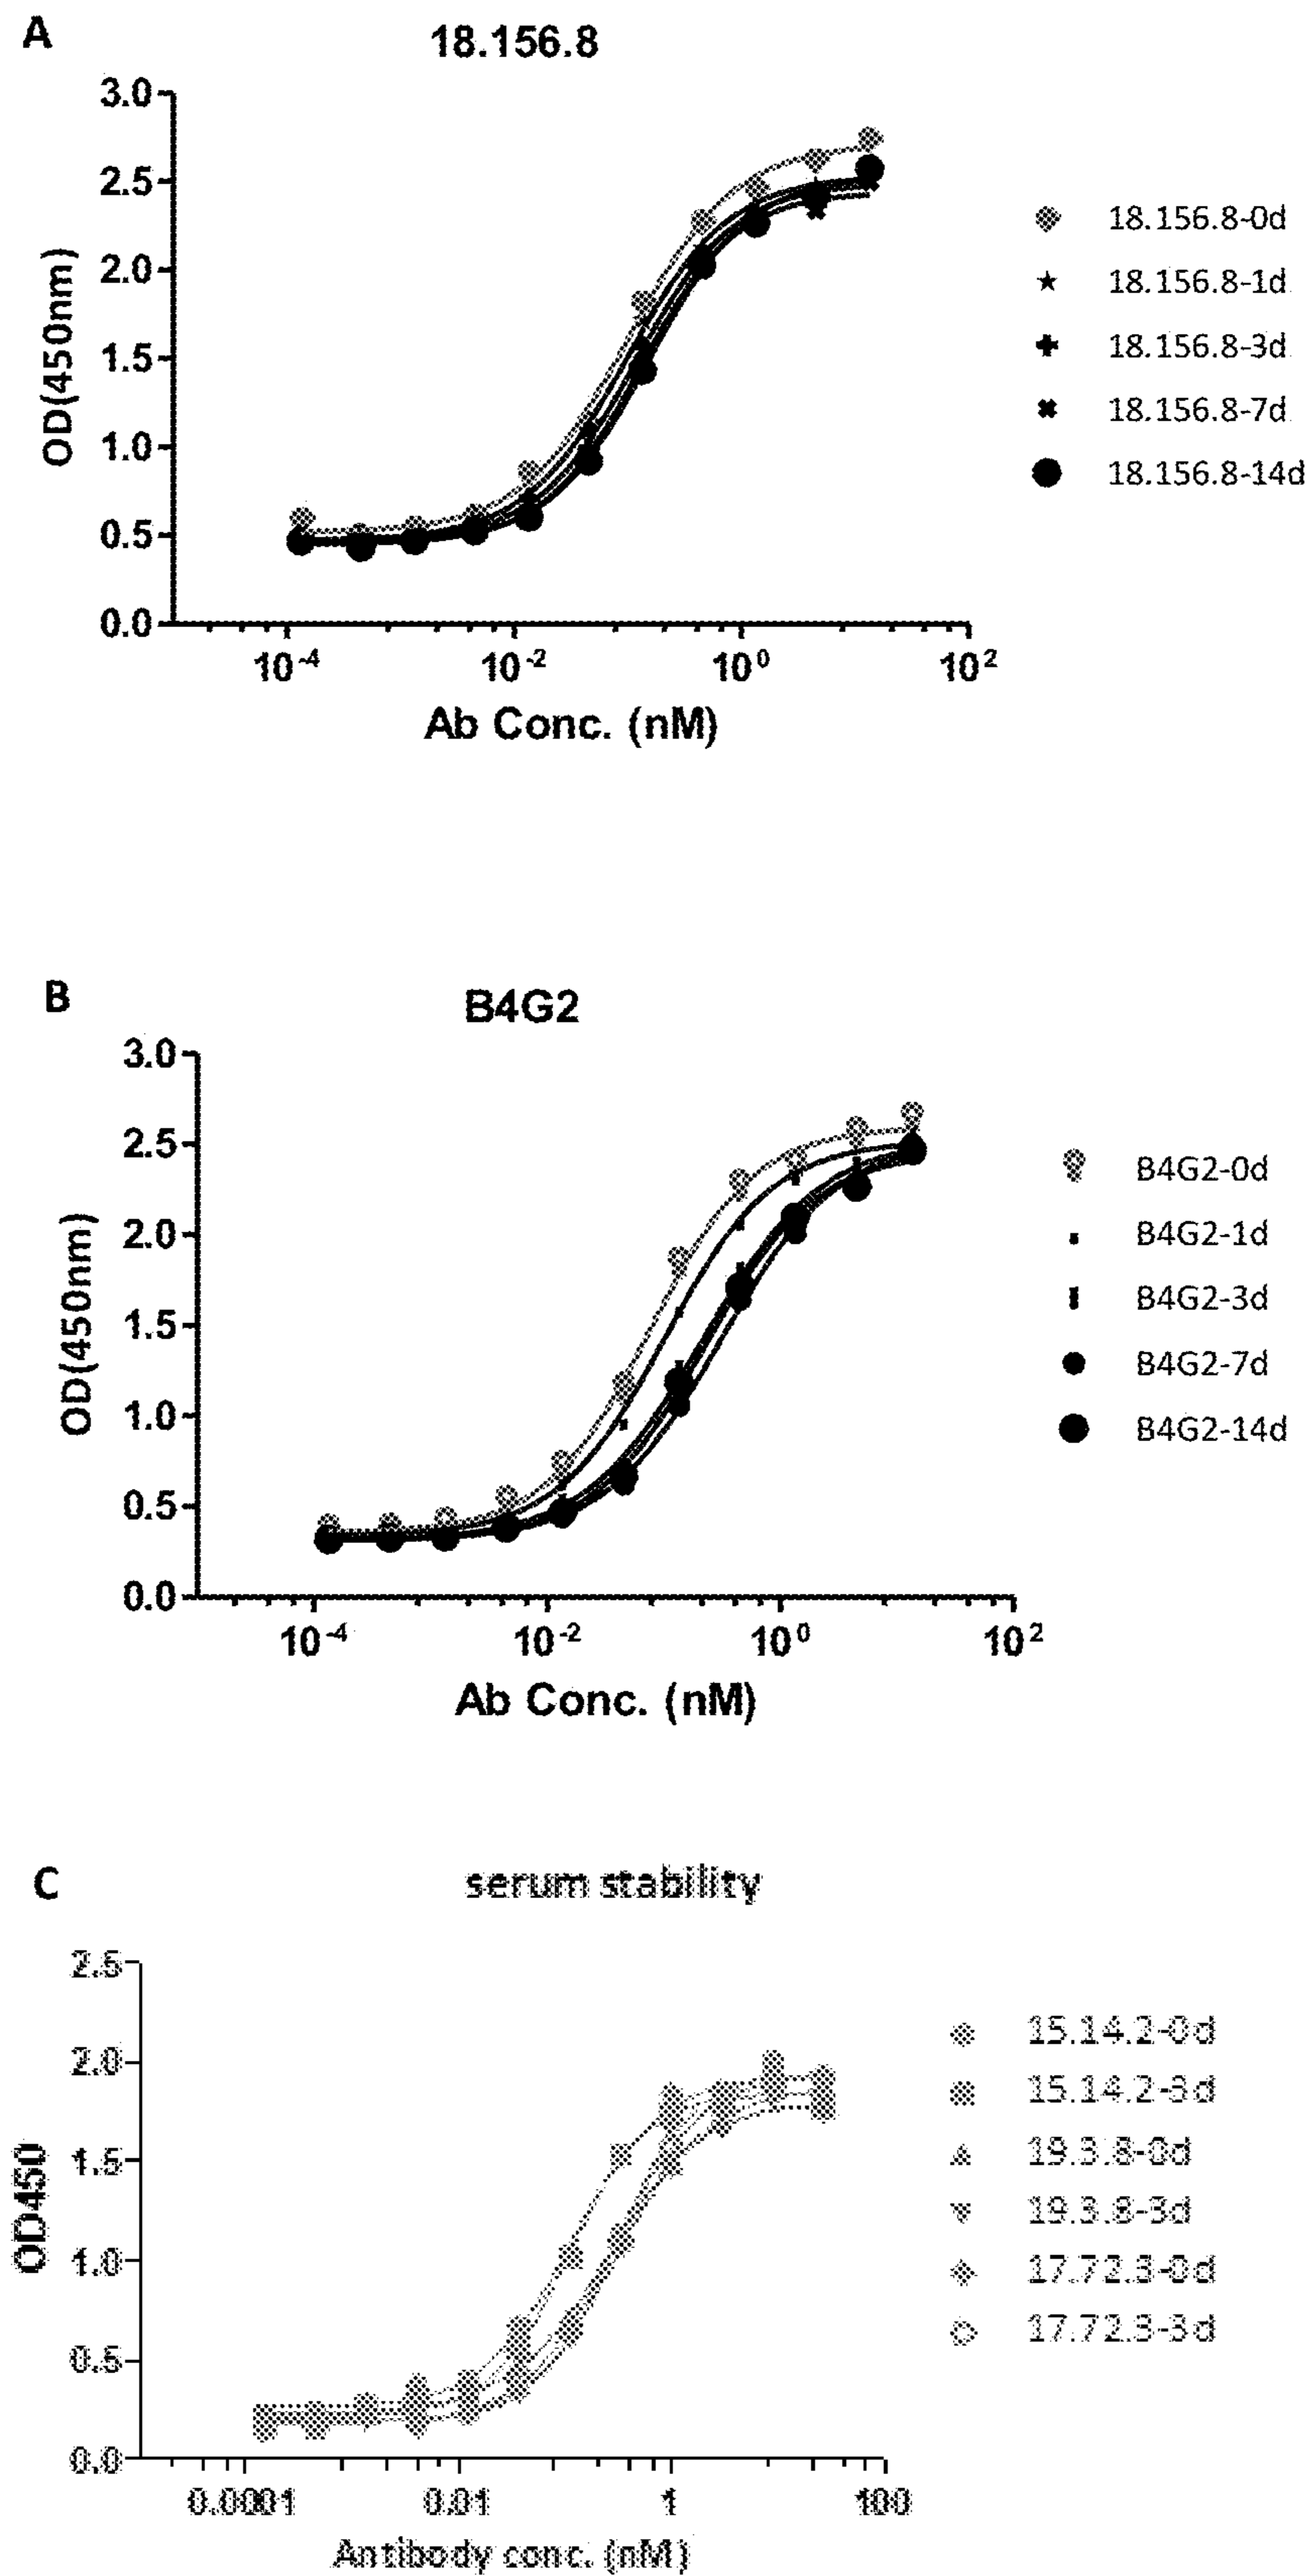 A
18.156.8
3.0
2.5
2.0
1.5
1.0
0.5
0.0
OD(450nm)
10-4
10-2
100
102
Ab Conc. (nM)
18.156.8-0d
18.156.8-1d
18.156.8-3d
18.156.8-7d
18.156.8-14d
B
B4G2
3.0
2.5
2.0
1.5
1.0
0.5
0.0
OD(450nm)
10-4
10-2
100
102
Ab Conc. (nM)
B4G2-0d
B4G2-1d
B4G2-3d
B4G2-7d
B4G2-14d
C
serum stability
2.5
2.0
1.5
1.0
0.5
0.0
OD450
0.0001
0.01
1
100
Antibody conc. (nM)
15.14.2-0d
15.14.2-3d
19.3.8-0d
19.3.8-3d
17.72.3-0d
17.72.3-3d